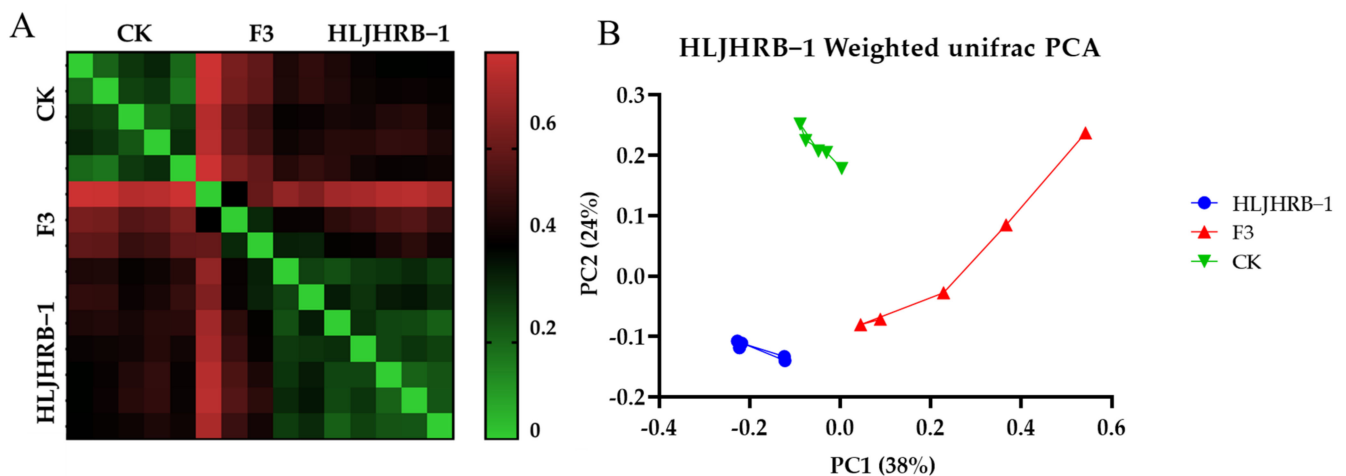 A
CK F3 HLJHRB–1
CK
F3
HLJHRB–1
0.6
0.4
0.2
0
B
HLJHRB–1 Weighted unifrac PCA
PC2 (24%)
0.3
0.2
0.1
0.0
-0.1
-0.2
-0.4 -0.2 0.0 0.2 0.4 0.6
PC1 (38%)
HLJHRB–1
F3
CK